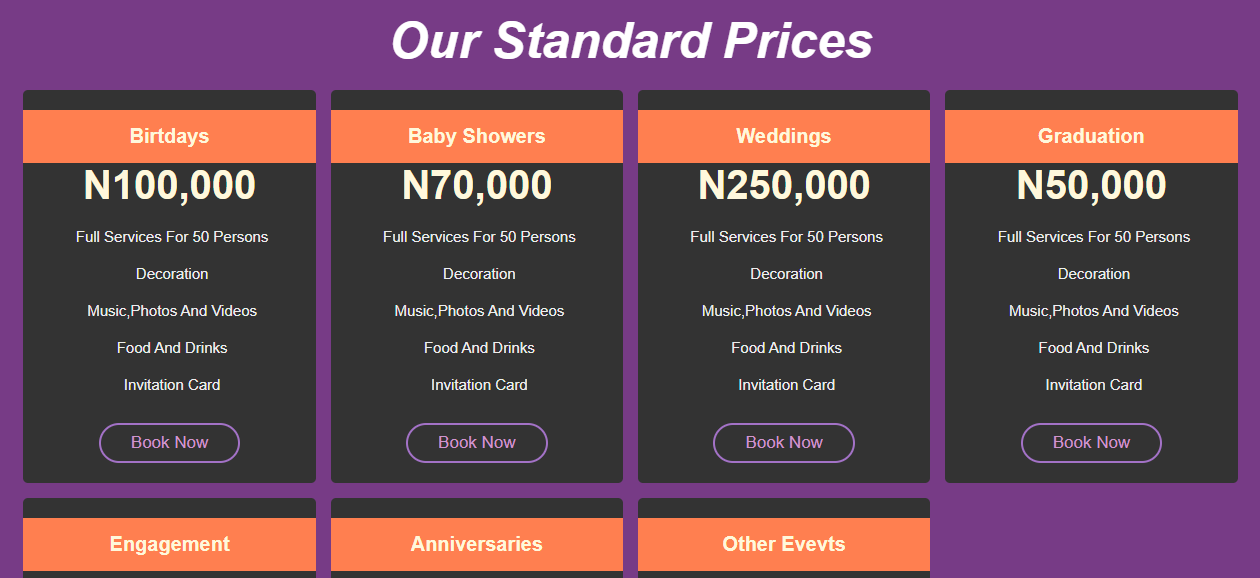 Our Standard Prices
Birtdays
N100,000
Full Services For 50 Persons
Decoration
Music,Photos And Videos
Food And Drinks
Invitation Card
Book Now
Baby Showers
N70,000
Full Services For 50 Persons
Decoration
Music,Photos And Videos
Food And Drinks
Invitation Card
Book Now
Weddings
N250,000
Full Services For 50 Persons
Decoration
Music,Photos And Videos
Food And Drinks
Invitation Card
Book Now
Graduation
N50,000
Full Services For 50 Persons
Decoration
Music,Photos And Videos
Food And Drinks
Invitation Card
Book Now
Engagement
Anniversaries
Other Evevts